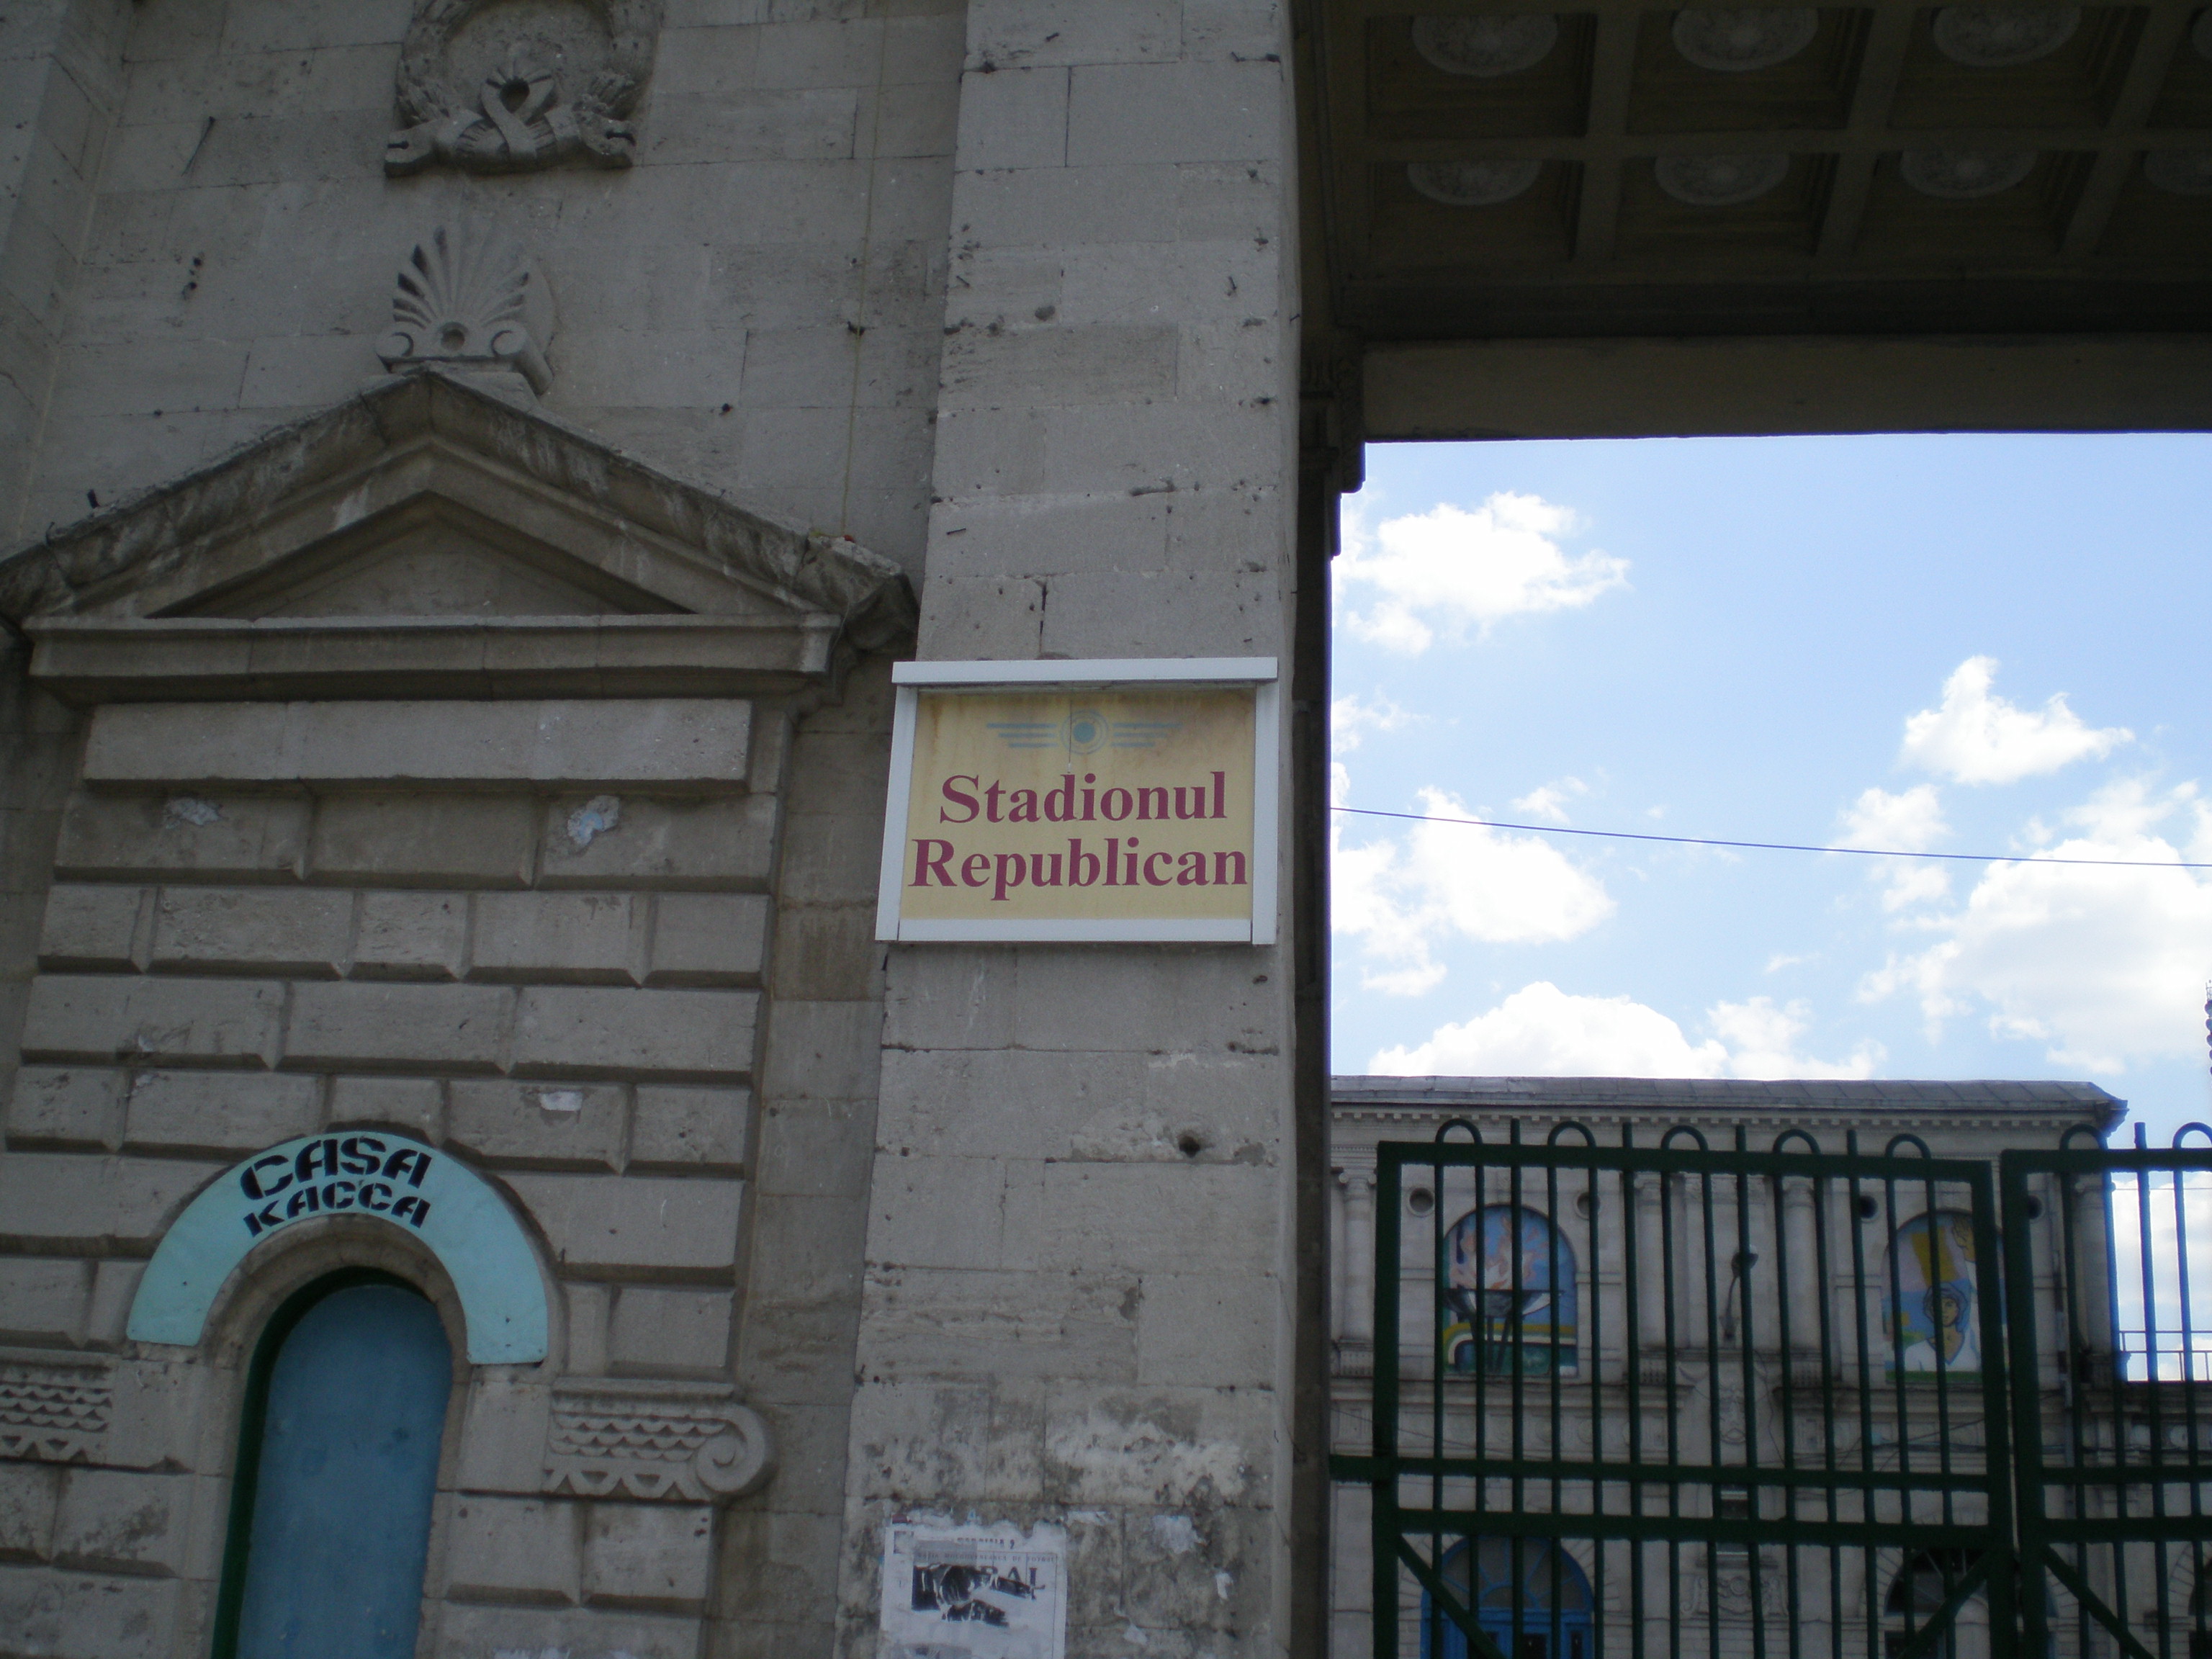 Stadionul
Republican
CASA
КАССА